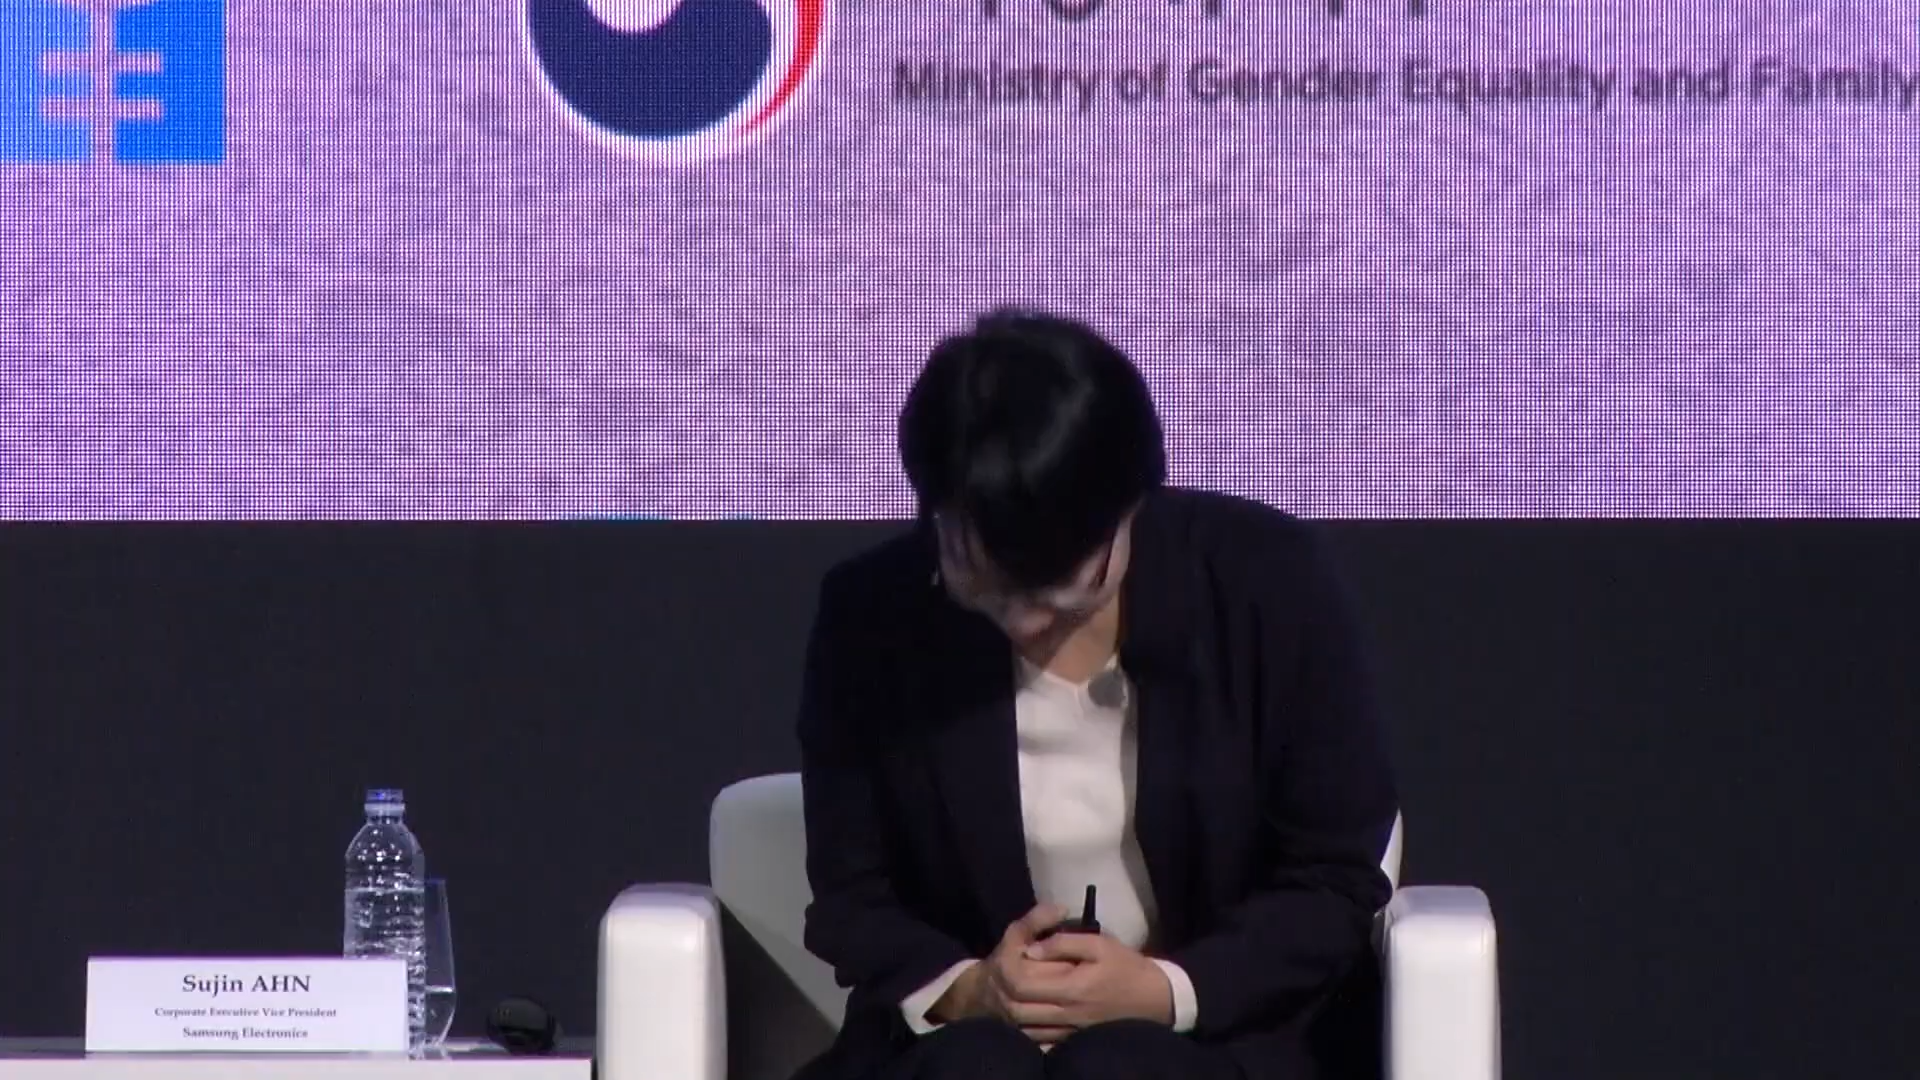 Ministry of Gender Equality and Family
Sujin AHN
Corporate Executive Vice President
Samsung Electronics